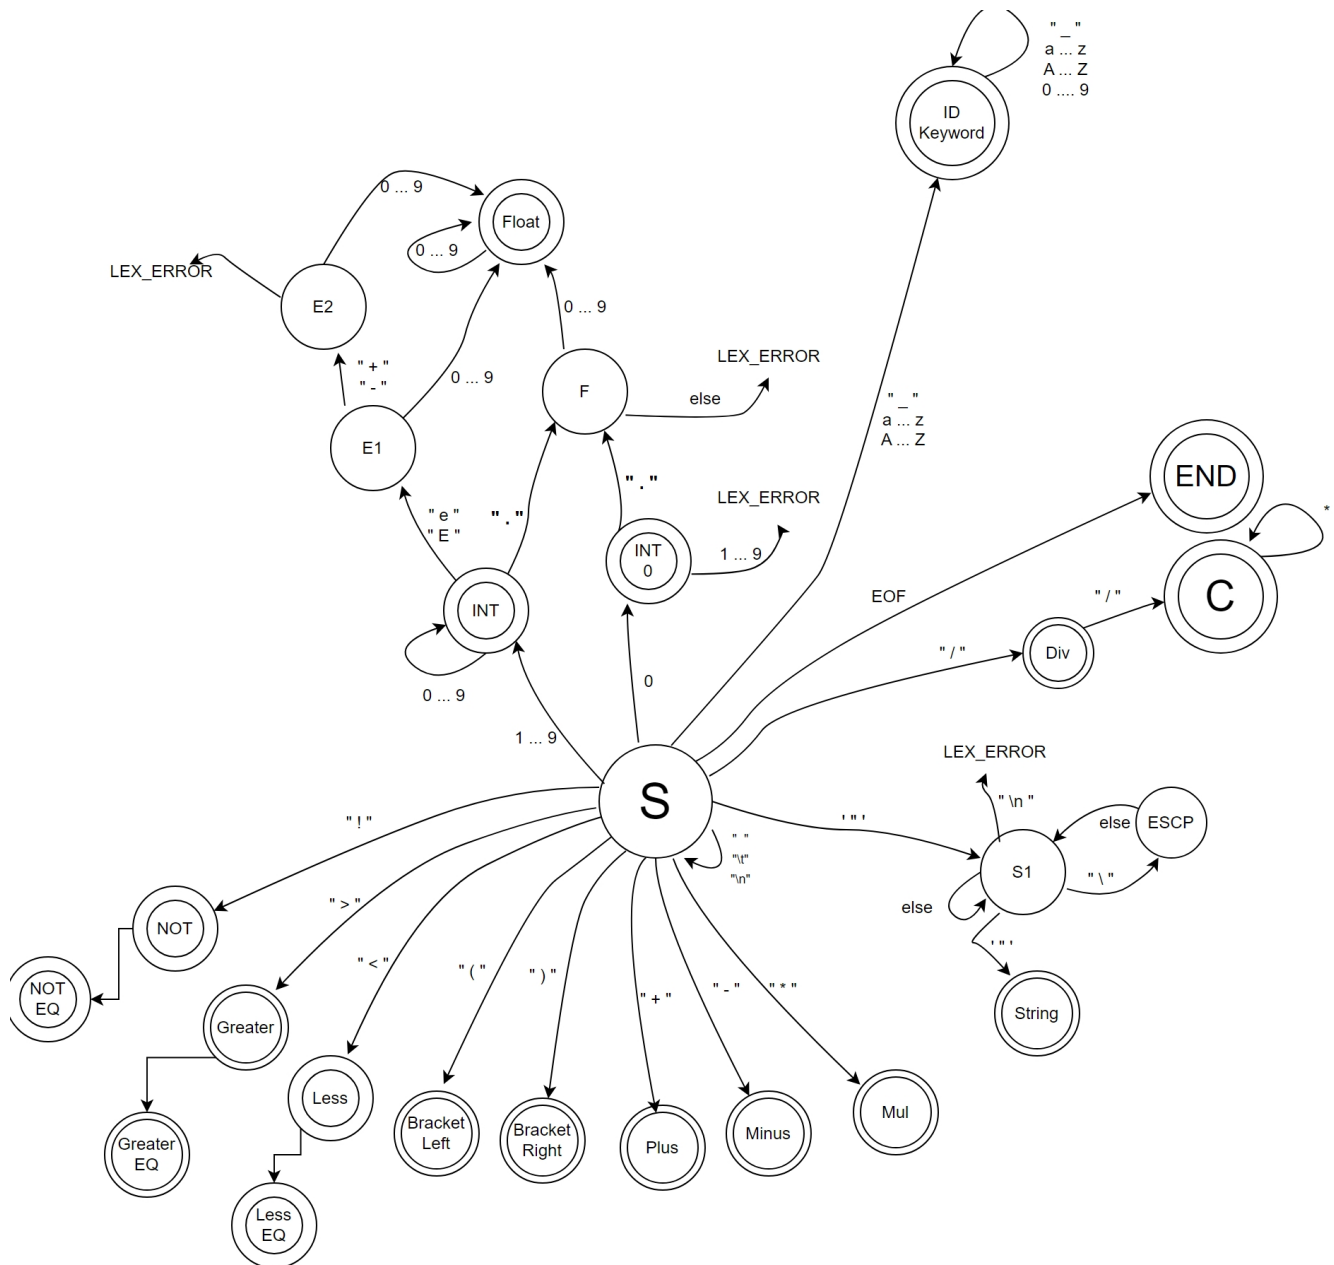 " _ "
a ... z
A ... Z
0 .... 9
ID
Keyword
0 ... 9
Float
0 ... 9
LEX_ERROR
E2
0 ... 9
" + "
" - "
0 ... 9
LEX_ERROR
F
else
" _ "
a ... z
A ... Z
E1
END
" . "
LEX_ERROR
" e "
" E "
" . "
*
INT
0
1 ... 9
EOF
C
" / "
INT
" / "
Div
0
0 ... 9
1 ... 9
LEX_ERROR
S
" \n "
" ! "
else
ESCP
"  "
"\t"
"\n"
' " '
S1
" \ "
" > "
else
NOT
' " '
" < "
" ( "
" ) "
" + "
" - "
" * "
NOT
EQ
Greater
String
Less
Bracket
Left
Bracket
Right
Plus
Minus
Mul
Greater
EQ
Less
EQ